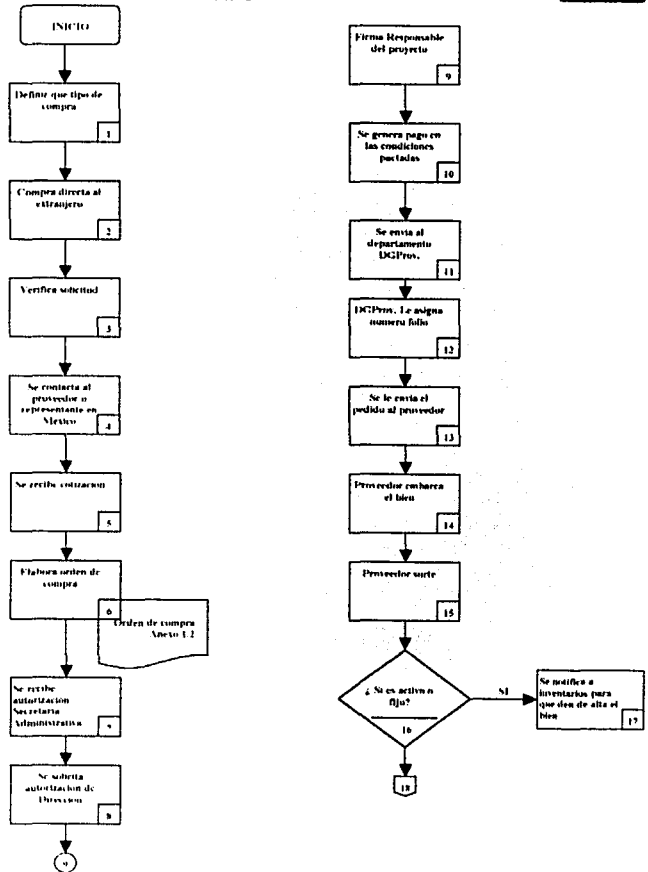 INICIO
Definir que tipo de
compra
1
Compra directa al
extranjero
2
Verifica solicitud
3
Se contacta al
proveedor o
representante en
Mexico
4
Se recibe cotizacion
5
Elabora orden de
compra
6
Orden de compra
Anexo 1.2
Se recibe
autorización
Secretaria
Administrativa
7
Se solicita
autorizacion de
Direccion
8
9
Firma Responsable
del proyecto
9
Se genera pago en
las condiciones
pactadas
10
Se envia al
departamento
DGProv.
11
DGProv. Le asigna
numero folio
12
Se le envia el
pedido al proveedor
13
Proveedor embarca
el bien
14
Proveedor surte
15
¿ Si es activo
fijo?
16
SI
Se notifica a
inventarios para
que den de alta el
bien
17
18